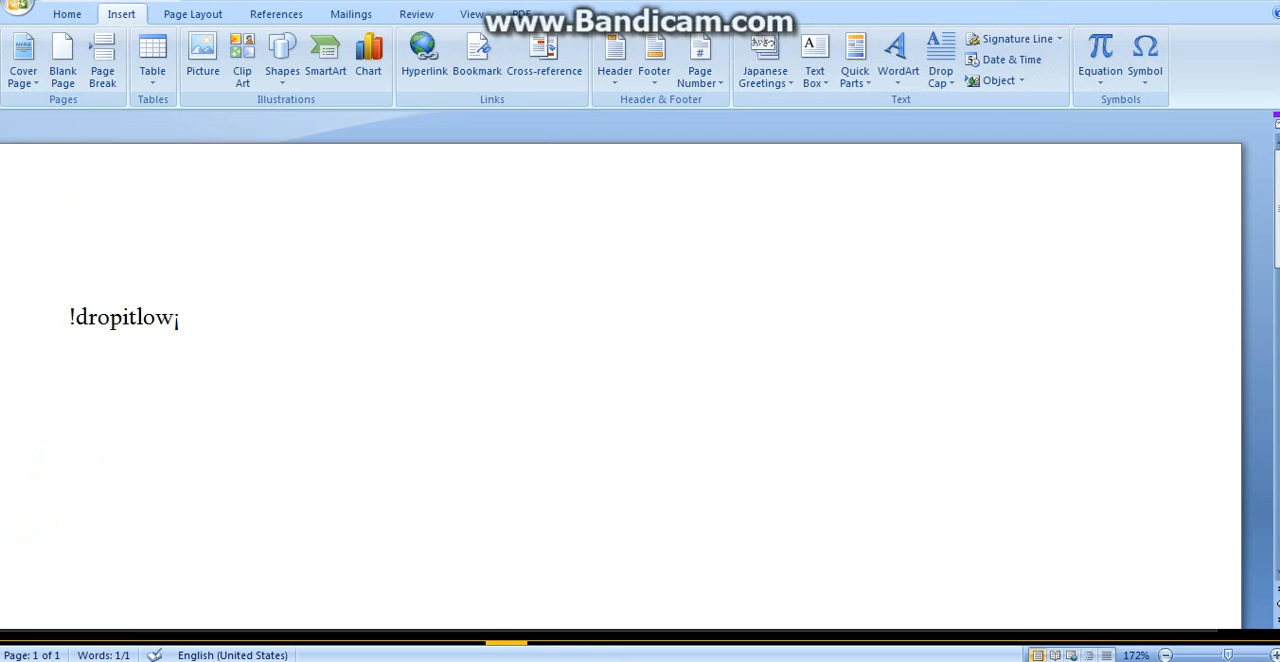 www.Bandicam.com
Home Insert Page Layout References Mailings Review View PDF
Cover Page
Blank Page
Page Break
Table
Picture
Clip Art
Shapes
SmartArt
Chart
Hyperlink
Bookmark
Cross-reference
Header
Footer
Page Number
Japanese Greetings
Text Box
Quick Parts
WordArt
Drop Cap
Signature Line
Date & Time
Object
Equation
Symbol
Pages Tables Illustrations Links Header & Footer Text Symbols
!dropitlow¡
Page: 1 of 1 Words: 1/1 English (United States) 172%